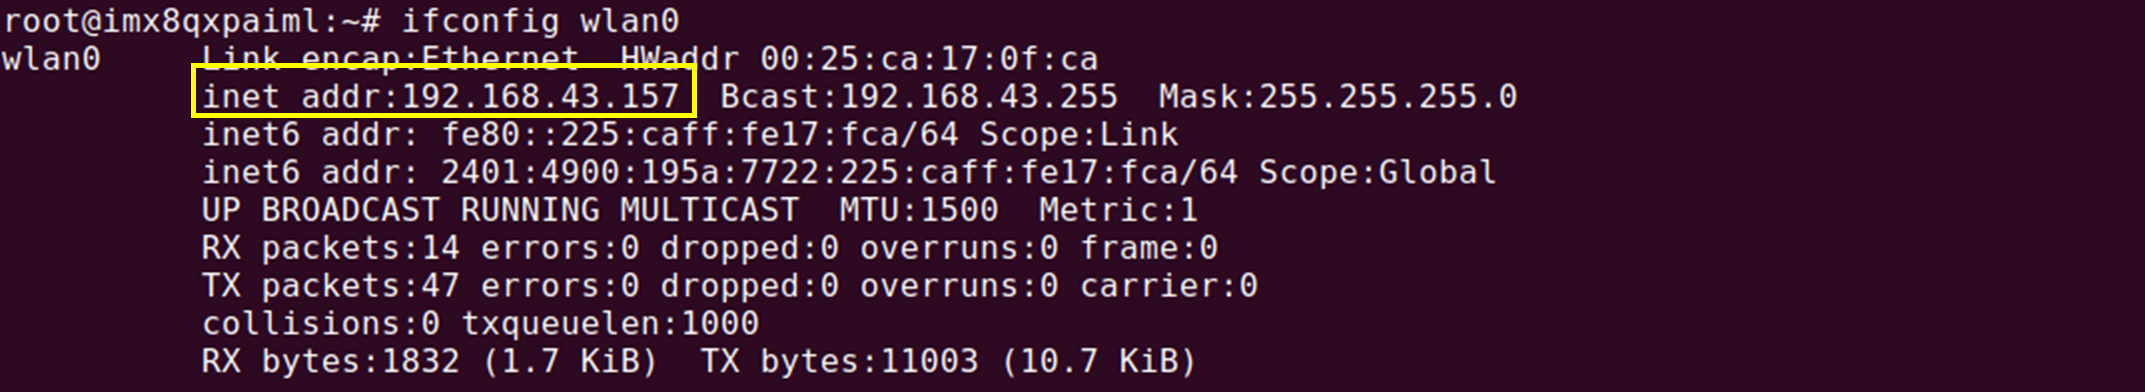 root@imx8qxpaiml:~# ifconfig wlan0
wlan0     Link encap:Ethernet  HWaddr 00:25:ca:17:0f:ca
          inet addr:192.168.43.157  Bcast:192.168.43.255  Mask:255.255.255.0
          inet6 addr: fe80::225:caff:fe17:fca/64 Scope:Link
          inet6 addr: 2401:4900:195a:7722:225:caff:fe17:fca/64 Scope:Global
          UP BROADCAST RUNNING MULTICAST  MTU:1500  Metric:1
          RX packets:14 errors:0 dropped:0 overruns:0 frame:0
          TX packets:47 errors:0 dropped:0 overruns:0 carrier:0
          collisions:0 txqueuelen:1000
          RX bytes:1832 (1.7 KiB)  TX bytes:11003 (10.7 KiB)